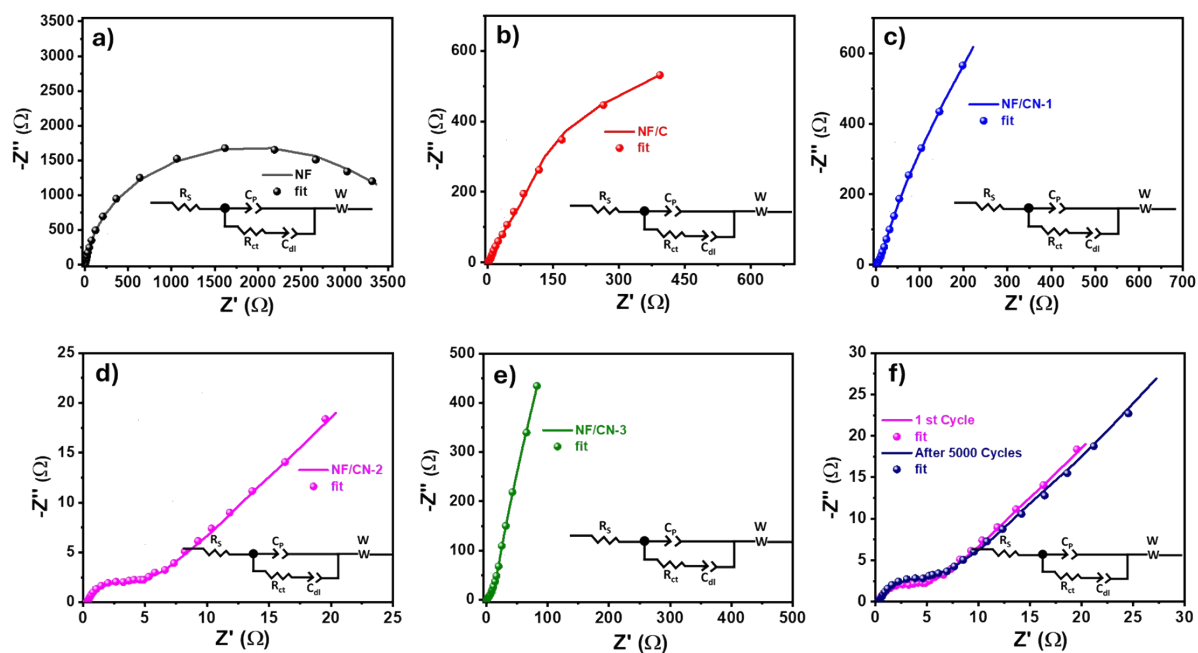 a)
3500
3000
2500
2000
1500
1000
500
0
-Z'' (Ω)
NF
fit
R_S
C_P
R_ct
C_dl
W
W
0 500 1000 1500 2000 2500 3000 3500
Z' (Ω)
b)
600
400
200
0
-Z'' (Ω)
NF/C
fit
R_S
C_P
R_ct
C_dl
W
W
0 150 300 450 600
Z' (Ω)
c)
600
400
200
0
-Z'' (Ω)
NF/CN-1
fit
R_S
C_P
R_ct
C_dl
W
W
0 100 200 300 400 500 600 700
Z' (Ω)
d)
25
20
15
10
5
0
-Z'' (Ω)
NF/CN-2
fit
R_S
C_P
R_ct
C_dl
W
W
0 5 10 15 20 25
Z' (Ω)
e)
500
400
300
200
100
0
-Z'' (Ω)
NF/CN-3
fit
R_S
C_P
R_ct
C_dl
W
W
0 100 200 300 400 500
Z' (Ω)
f)
30
25
20
15
10
5
0
-Z'' (Ω)
1 st Cycle
fit
After 5000 Cycles
fit
R_S
C_P
R_ct
C_dl
W
W
0 5 10 15 20 25 30
Z' (Ω)